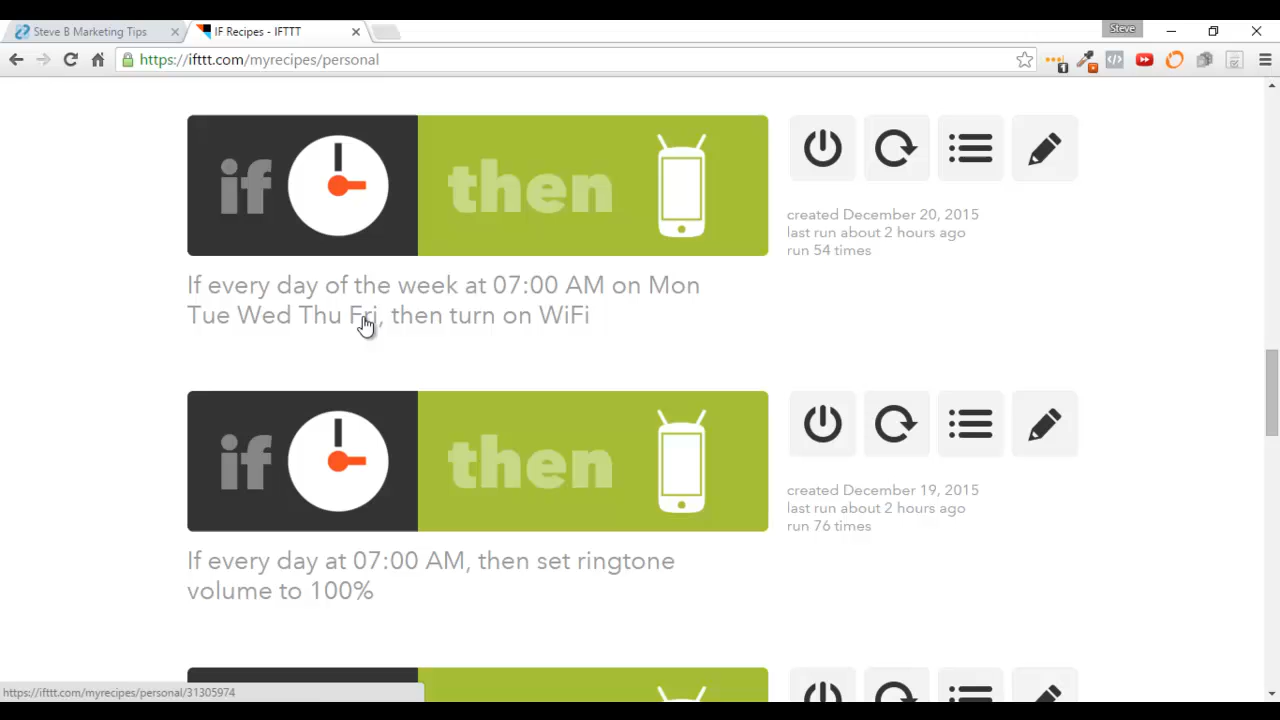 Steve B Marketing Tips
IF Recipes - IFTTT
Steve
https://ifttt.com/myrecipes/personal
if then
created December 20, 2015
last run about 2 hours ago
run 54 times
If every day of the week at 07:00 AM on Mon
Tue Wed Thu Fri, then turn on WiFi
if then
created December 19, 2015
last run about 2 hours ago
run 76 times
If every day at 07:00 AM, then set ringtone
volume to 100%
https://ifttt.com/myrecipes/personal/31305974